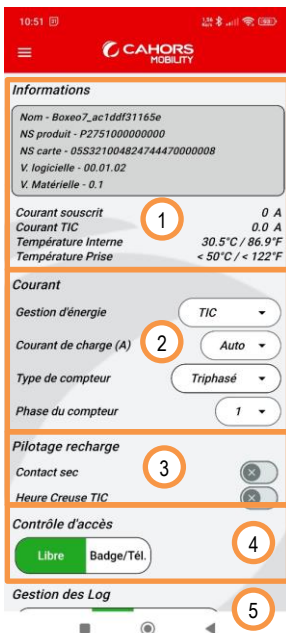 10:51
CAHORS
MOBILITY
Informations
Nom - Boxeo7_ac1ddf31165e
NS produit - P2751000000000
NS carte - 05S321004824744470000008
V. logicielle - 00.01.02
V. Matérielle - 0.1
Courant souscrit 0 A
Courant TIC 0.0 A
Température Interne 30.5°C / 86.9°F
Température Prise < 50°C / < 122°F
1
Courant
Gestion d'énergie TIC
Courant de charge (A) Auto
2
Type de compteur Triphasé
Phase du compteur 1
Pilotage recharge
Contact sec
3
Heure Creuse TIC
Contrôle d'accès
Libre Badge/Tél.
4
Gestion des Log
5